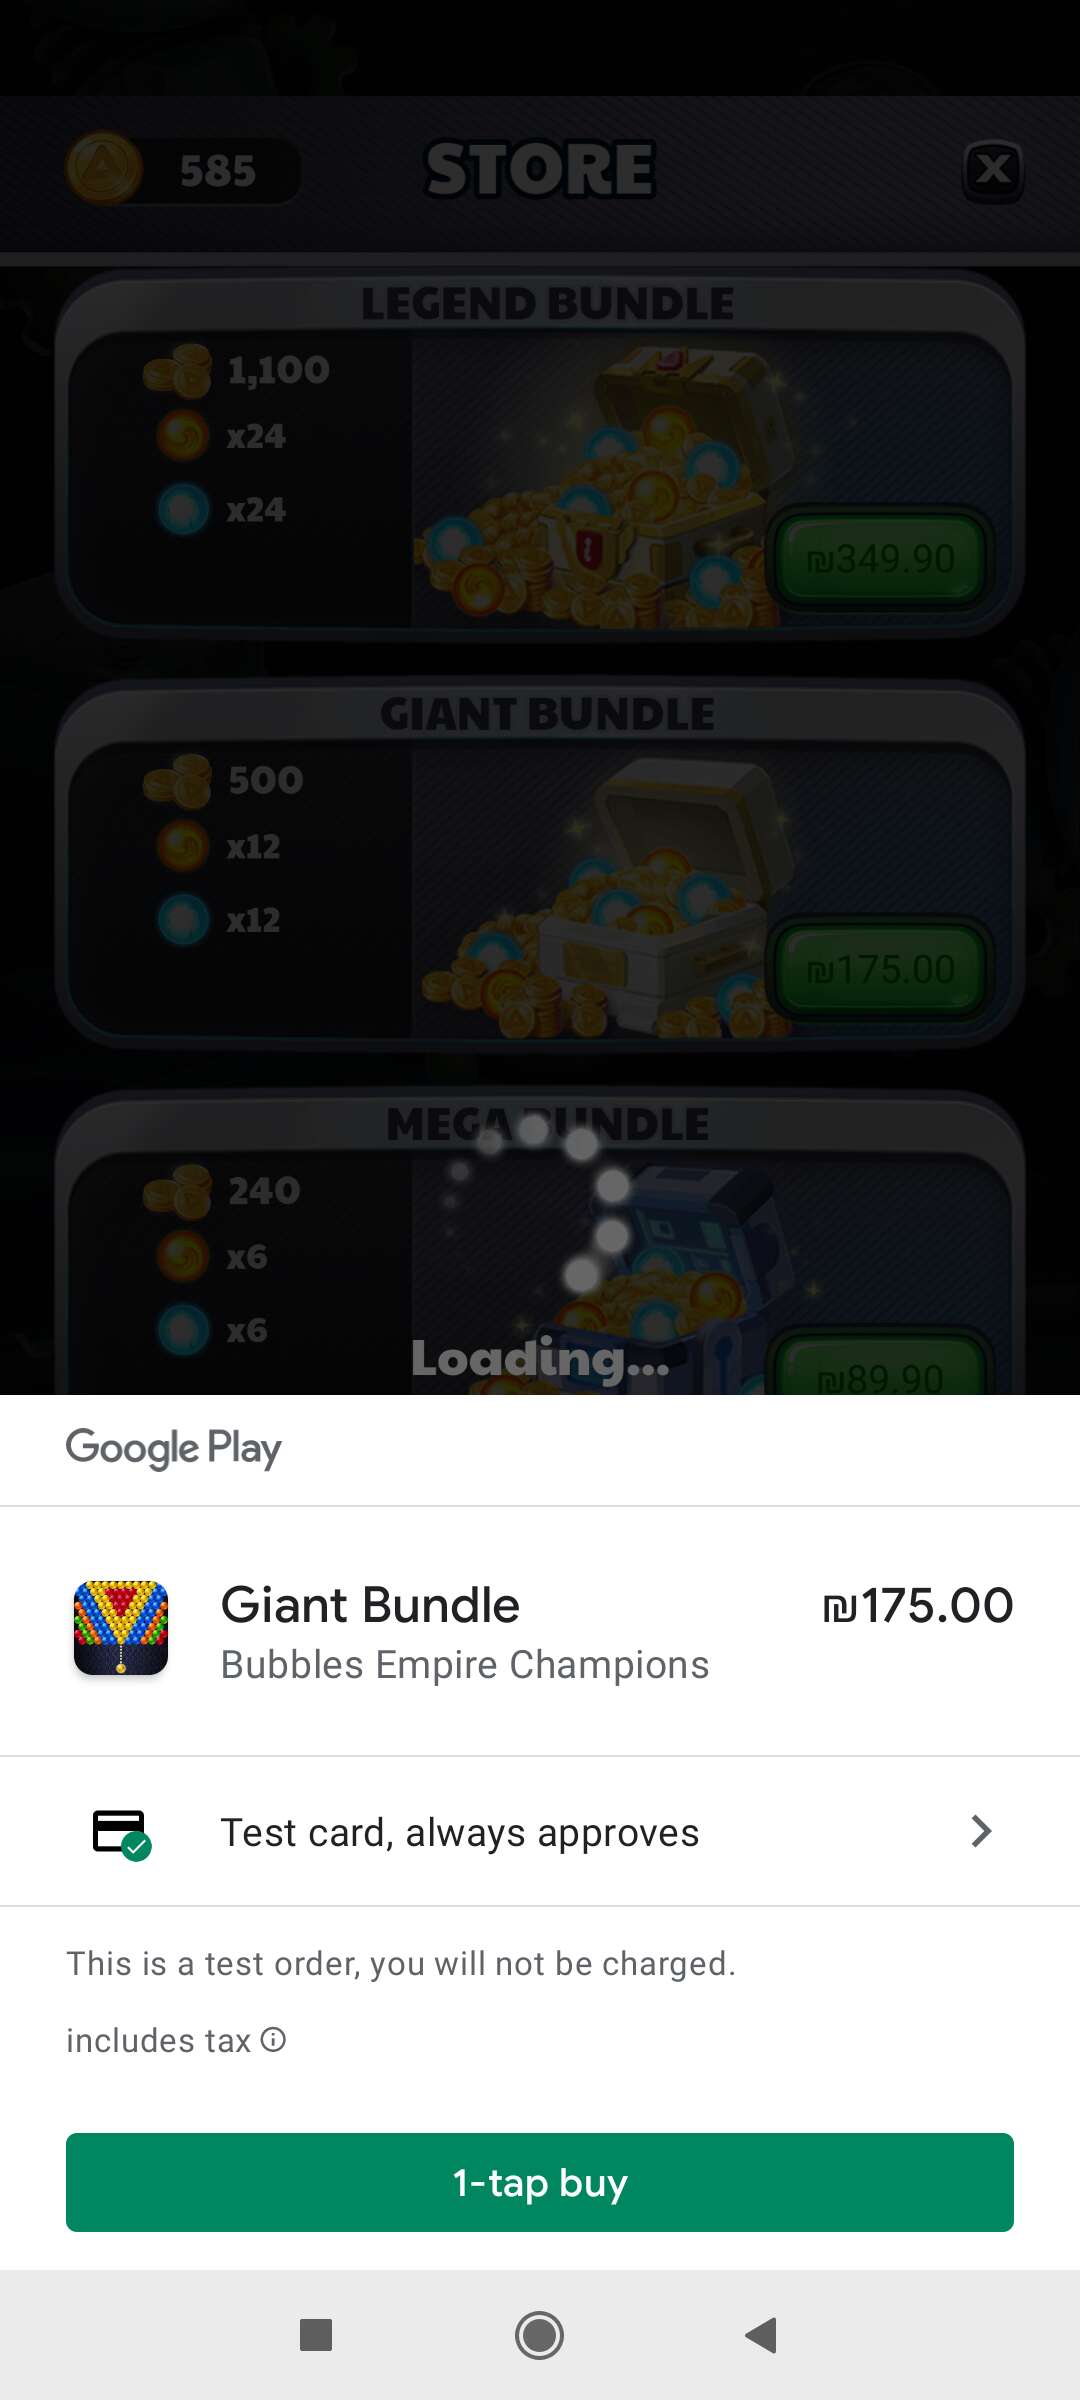 585
STORE
X
LEGEND BUNDLE
1,100
x24
x24
₪349.90
GIANT BUNDLE
500
x12
x12
₪175.00
MEGA BUNDLE
240
x6
x6
₪89.90
Loading...
Google Play
Giant Bundle
₪175.00
Bubbles Empire Champions
Test card, always approves
This is a test order, you will not be charged.
includes tax
1-tap buy